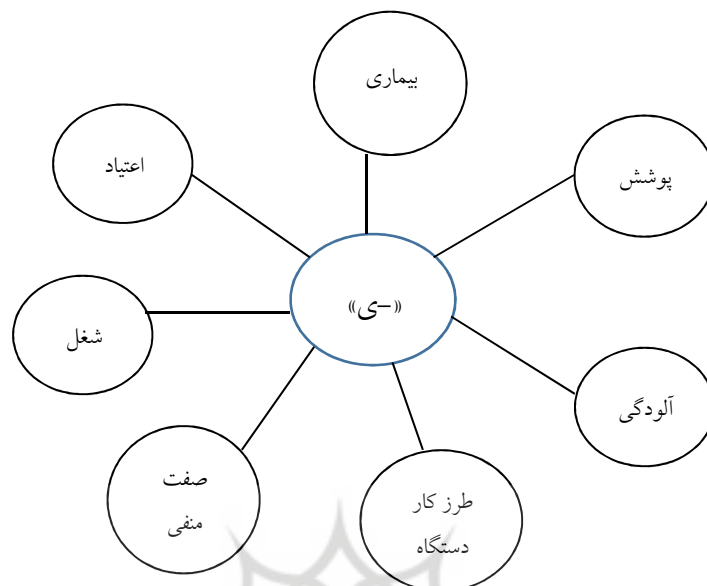 بیماری
اعتیاد
پوشش
«-ی»
شغل
آلودگی
صفت
منفی
طرز کار
دستگاه